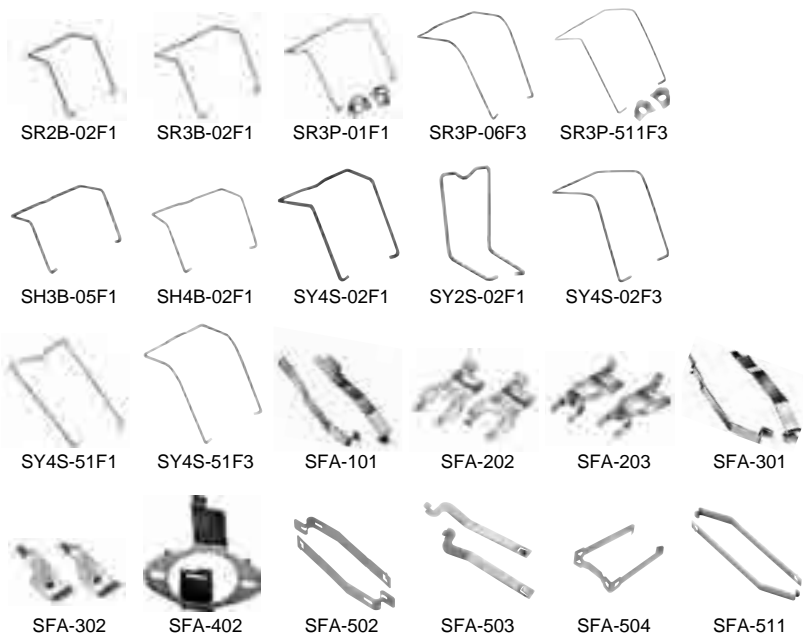 SR2B-02F1 SR3B-02F1 SR3P-01F1 SR3P-06F3 SR3P-511F3
SH3B-05F1 SH4B-02F1 SY4S-02F1 SY2S-02F1 SY4S-02F3
SY4S-51F1 SY4S-51F3 SFA-101 SFA-202 SFA-203 SFA-301
SFA-302 SFA-402 SFA-502 SFA-503 SFA-504 SFA-511